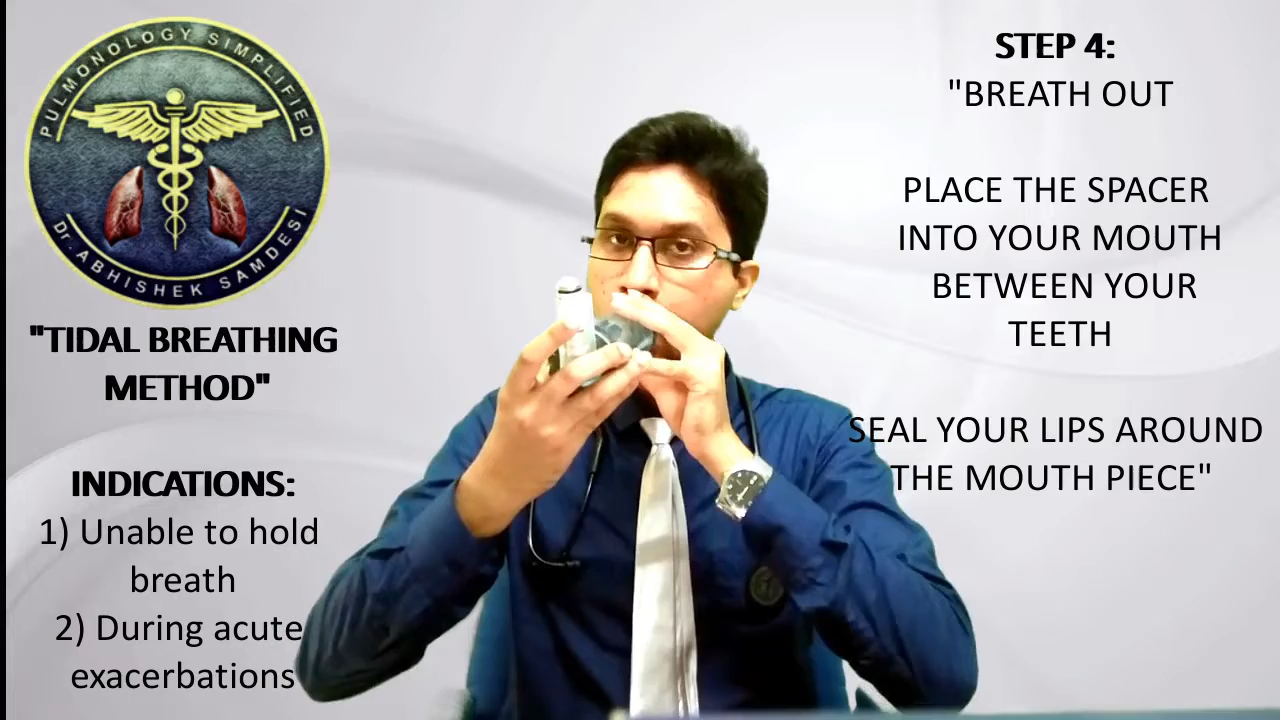 PULMONOLOGY SIMPLIFIED
Dr. ABHISHEK SAMDESI
"TIDAL BREATHING
METHOD"
INDICATIONS:
1) Unable to hold
breath
2) During acute
exacerbations
STEP 4:
"BREATH OUT
PLACE THE SPACER
INTO YOUR MOUTH
BETWEEN YOUR
TEETH
SEAL YOUR LIPS AROUND
THE MOUTH PIECE"